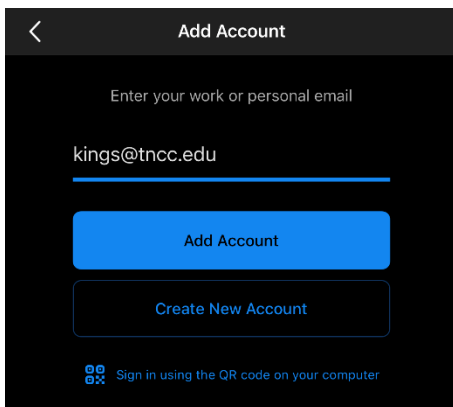 Add Account
Enter your work or personal email
kings@tncc.edu
Add Account
Create New Account
Sign in using the QR code on your computer